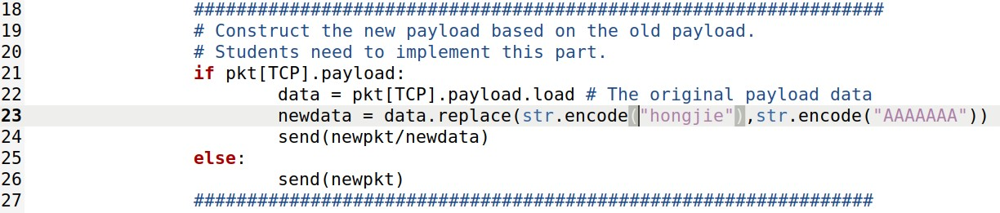 18 #################################################################
19 # Construct the new payload based on the old payload.
20 # Students need to implement this part.
21 if pkt[TCP].payload:
22 data = pkt[TCP].payload.load # The original payload data
23 newdata = data.replace(str.encode("hongjie"),str.encode("AAAAAAA"))
24 send(newpkt/newdata)
25 else:
26 send(newpkt)
27 ################################################################